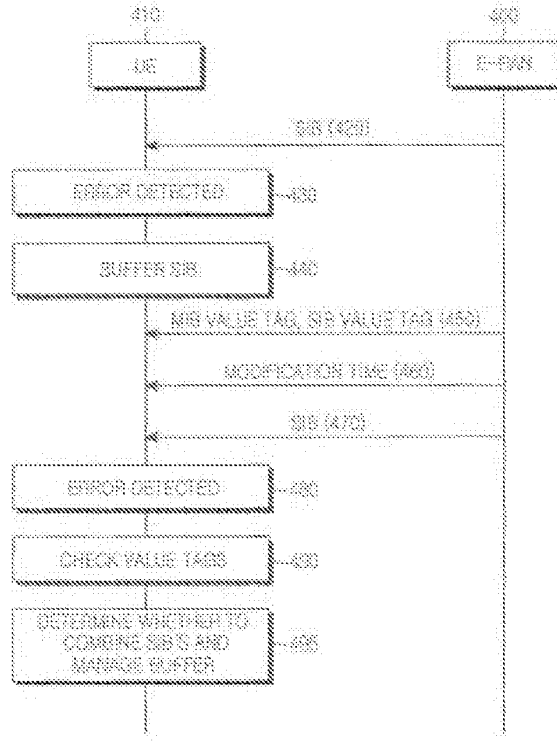 410
400
UE
E-RAN
SIB (420)
ERROR DETECTED
430
BUFFER SIB
440
MIB VALUE TAG, SIB VALUE TAG (450)
MODIFICATION TIME (460)
SIB (470)
ERROR DETECTED
480
CHECK VALUE TAGS
490
DETERMINE WHETHER TO
COMBINE SIB'S AND
MANAGE BUFFER
495